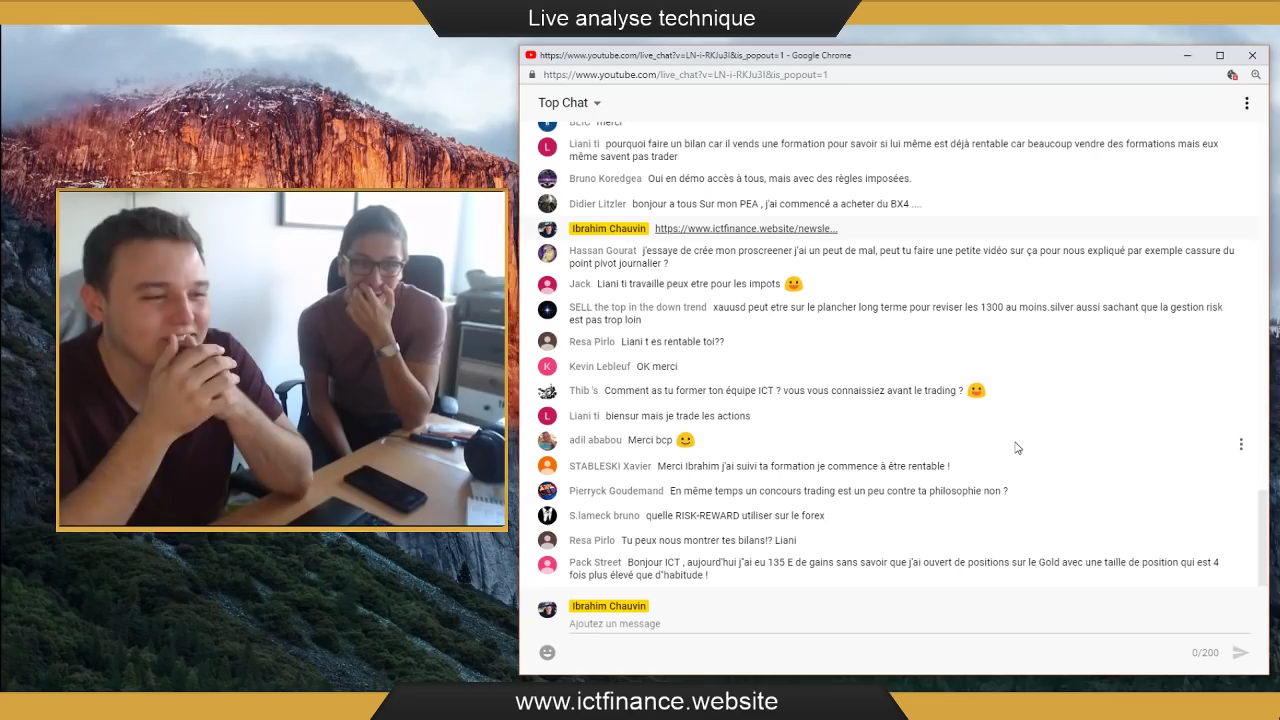 Live analyse technique
https://www.youtube.com/live_chat?v=LN-i-RKJu3I&is_popout=1 - Google Chrome
https://www.youtube.com/live_chat?v=LN-i-RKJu3I&is_popout=1
Top Chat
merci
Liani ti pourquoi faire un bilan car il vends une formation pour savoir si lui même est déjà rentable car beaucoup vendre des formations mais eux
même savent pas trader
Bruno Koredgea Oui en démo accès à tous, mais avec des règles imposées.
Didier Litzler bonjour a tous Sur mon PEA , j'ai commencé a acheter du BX4 ....
Ibrahim Chauvin https://www.ictfinance.website/newsle...
Hassan Gourat j'essaye de crée mon proscreener j'ai un peut de mal, peut tu faire une petite vidéo sur ça pour nous expliqué par exemple cassure du
point pivot journalier ?
Jack Liani ti travaille peux etre pour les impots
SELL the top in the down trend xauusd peut etre sur le plancher long terme pour reviser les 1300 au moins.silver aussi sachant que la gestion risk
est pas trop loin
Resa Pirlo Liani t es rentable toi??
Kevin Lebleuf OK merci
Thib 's Comment as tu former ton équipe ICT ? vous vous connaissiez avant le trading ?
Liani ti biensur mais je trade les actions
adil ababou Merci bcp
STABLESKI Xavier Merci Ibrahim j'ai suivi ta formation je commence à être rentable !
Pierryck Goudemand En même temps un concours trading est un peu contre ta philosophie non ?
S.lameck bruno quelle RISK-REWARD utiliser sur le forex
Resa Pirlo Tu peux nous montrer tes bilans!? Liani
Pack Street Bonjour ICT , aujourd'hui j'ai eu 135 E de gains sans savoir que j'ai ouvert de positions sur le Gold avec une taille de position qui est 4
fois plus élevé que d'habitude !
Ibrahim Chauvin
Ajoutez un message
0/200
www.ictfinance.website